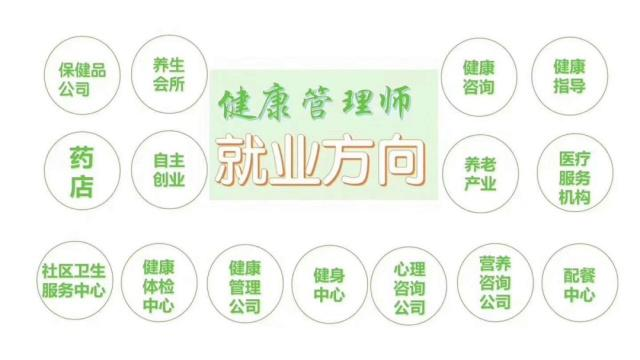 保健品
公司
养生
会所
健康管理师
就业方向
健康
咨询
健康
指导
药
店
自主
创业
养老
产业
医疗
服务
机构
社区卫生
服务中心
健康
体检
中心
健康
管理
公司
健身
中心
心理
咨询
公司
营养
咨询
公司
配餐
中心